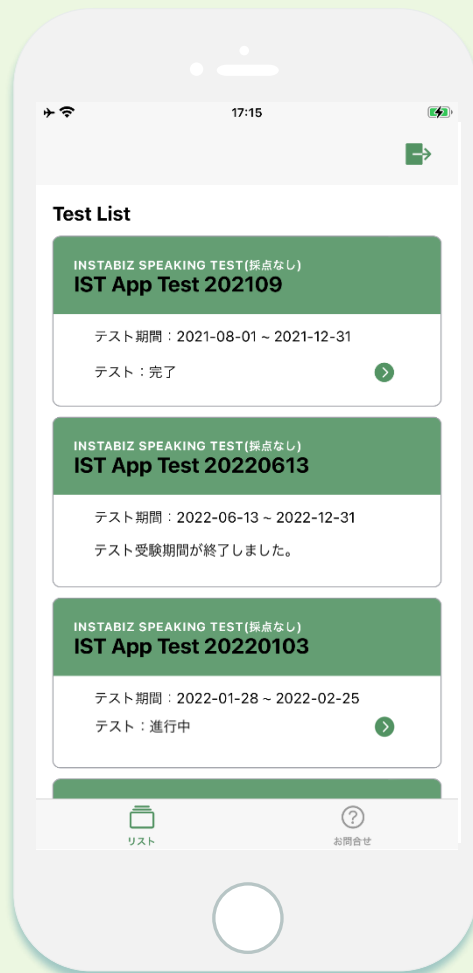 17:15
Test List
INSTABIZ SPEAKING TEST(採点なし)
IST App Test 202109
テスト期間：2021-08-01 ~ 2021-12-31
テスト：完了
INSTABIZ SPEAKING TEST(採点なし)
IST App Test 20220613
テスト期間：2022-06-13 ~ 2022-12-31
テスト受験期間が終了しました。
INSTABIZ SPEAKING TEST(採点なし)
IST App Test 20220103
テスト期間：2022-01-28 ~ 2022-02-25
テスト：進行中
リスト
お問合せ